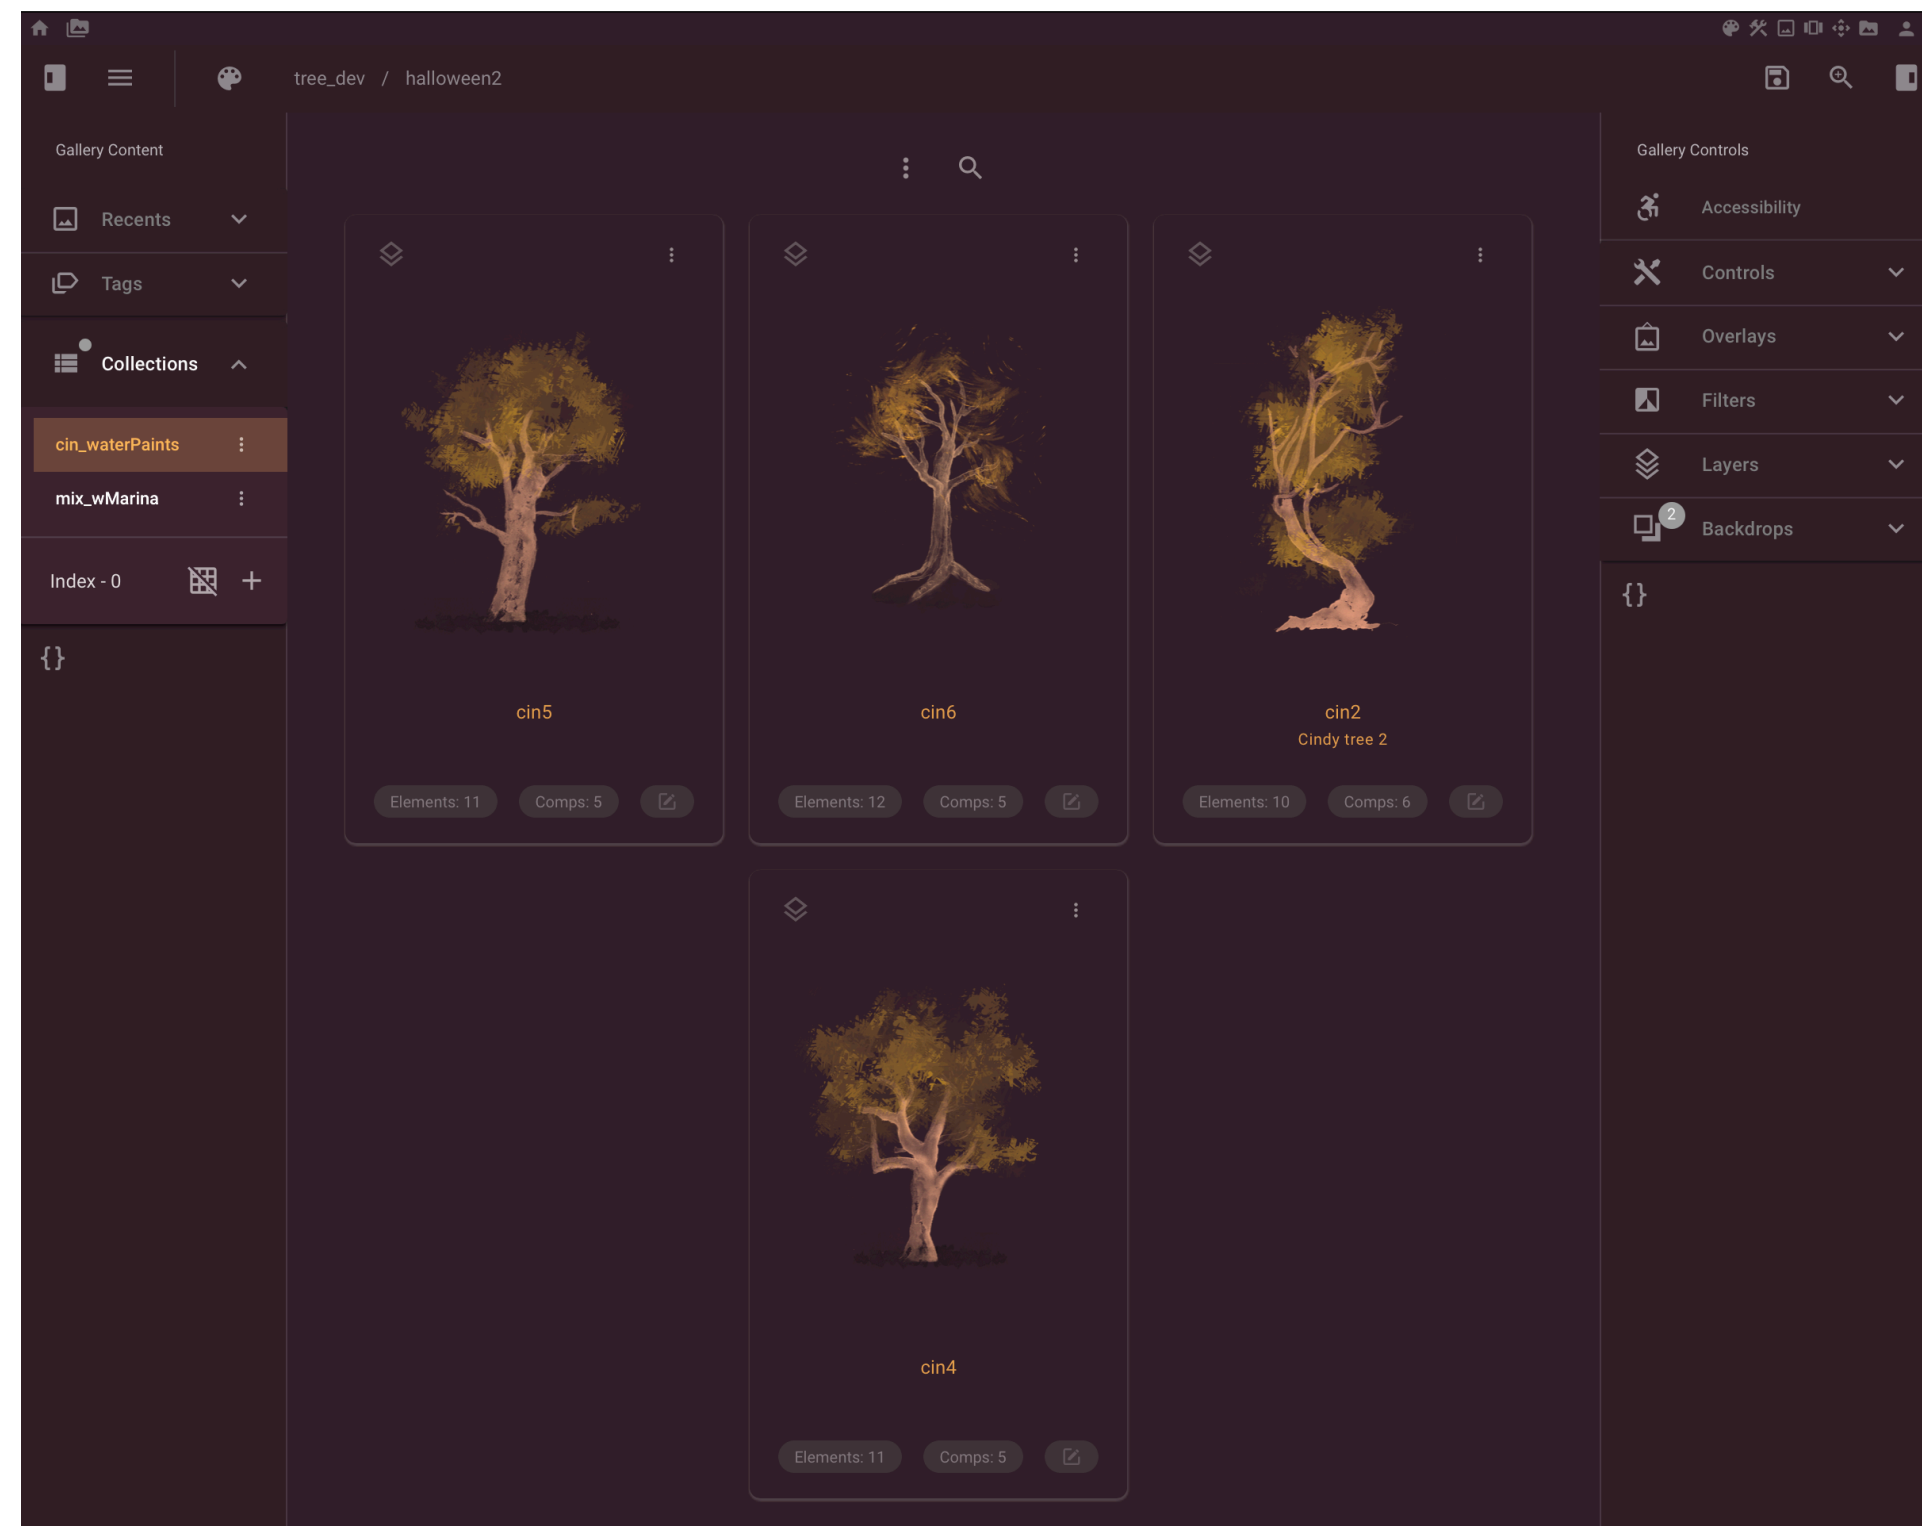 tree_dev / halloween2
Gallery Content
Recents
Tags
Collections
cin_waterPaints
mix_wMarina
Index - 0
{}
cin5
Elements: 11 Comps: 5
cin6
Elements: 12 Comps: 5
cin2
Cindy tree 2
Elements: 10 Comps: 6
cin4
Elements: 11 Comps: 5
Gallery Controls
Accessibility
Controls
Overlays
Filters
Layers
2
Backdrops
{}